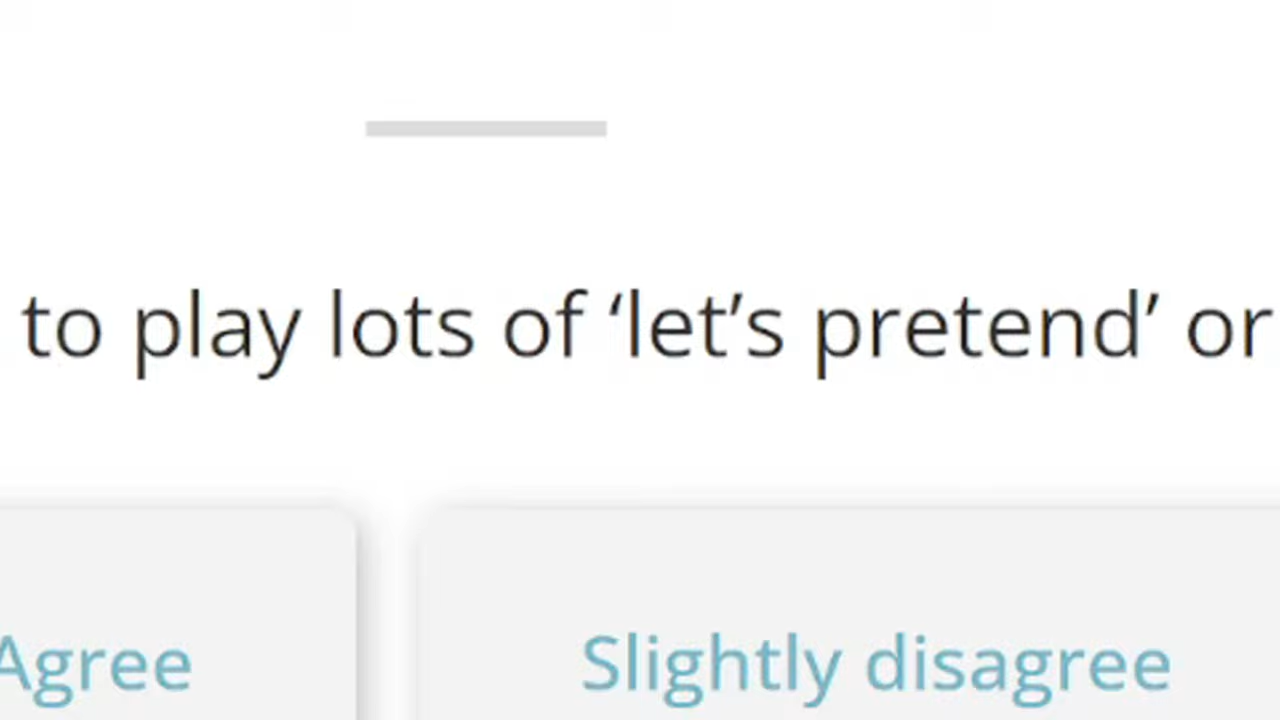 to play lots of ‘let’s pretend’ or
Agree
Slightly disagree